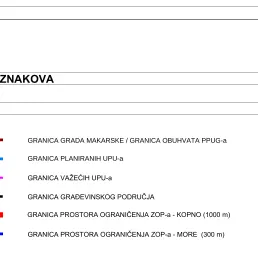 ZNAKOVA
GRANICA GRADA MAKARSKE / GRANICA OBUHVATA PPUG-a
GRANICA PLANIRANIH UPU-a
GRANICA VAŽEĆIH UPU-a
GRANICA GRAĐEVINSKOG PODRUČJA
GRANICA PROSTORA OGRANIČENJA ZOP-a - KOPNO (1000 m)
GRANICA PROSTORA OGRANIČENJA ZOP-a - MORE (300 m)